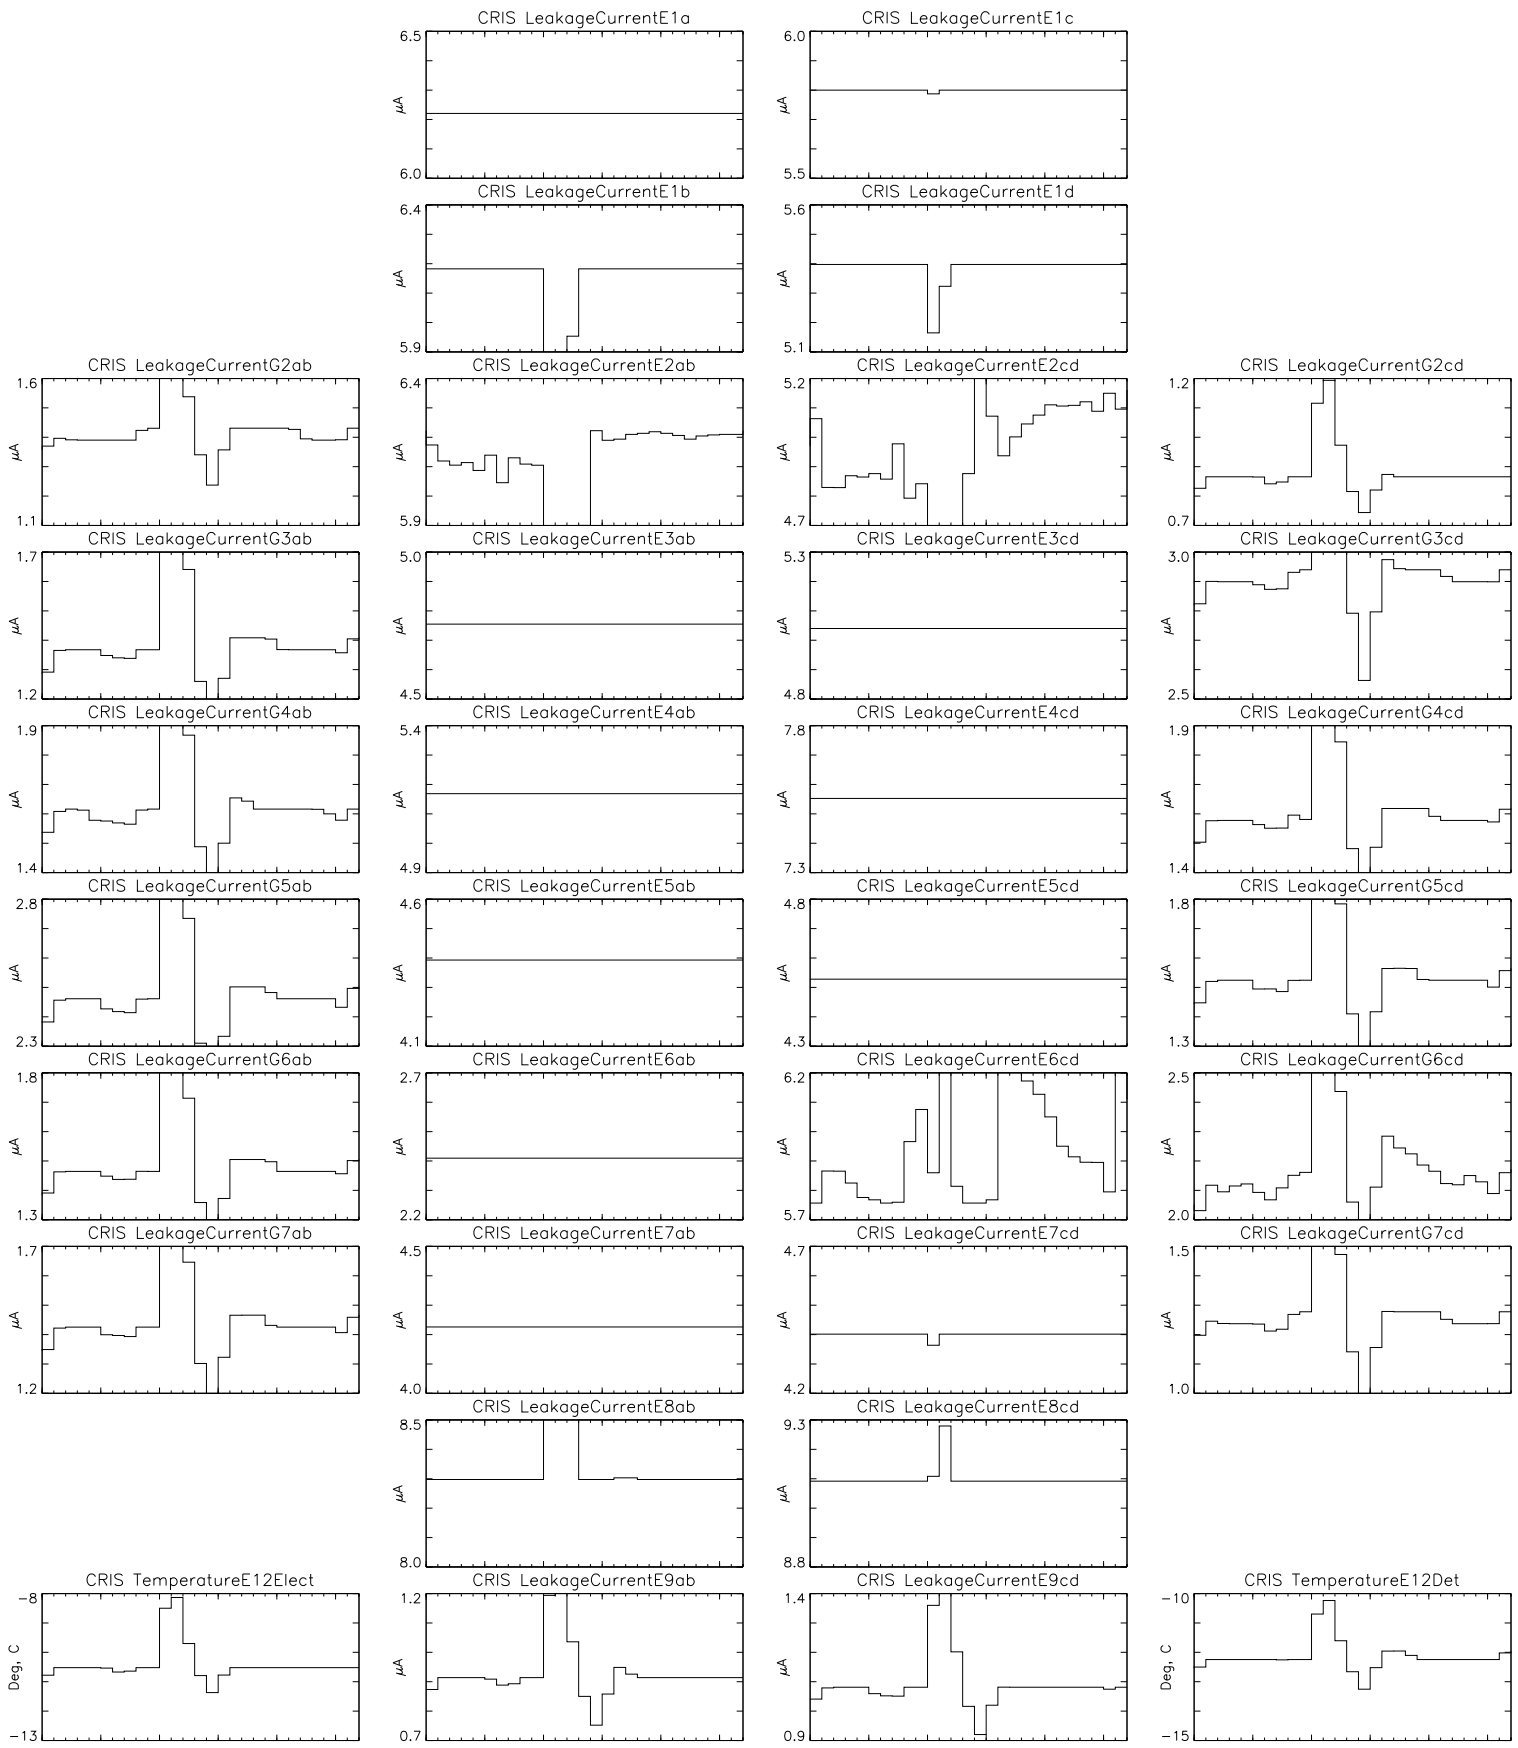 CRIS LeakageCurrentE1a CRIS LeakageCurrentE1c
6.5 6.0
μA μA
6.0 5.5
CRIS LeakageCurrentE1b CRIS LeakageCurrentE1d
6.4 5.6
μA μA
5.9 5.1
CRIS LeakageCurrentG2ab CRIS LeakageCurrentE2ab CRIS LeakageCurrentE2cd CRIS LeakageCurrentG2cd
1.6 6.4 5.2 1.2
μA μA μA μA
1.1 5.9 4.7 0.7
CRIS LeakageCurrentG3ab CRIS LeakageCurrentE3ab CRIS LeakageCurrentE3cd CRIS LeakageCurrentG3cd
1.7 5.0 5.3 3.0
μA μA μA μA
1.2 4.5 4.8 2.5
CRIS LeakageCurrentG4ab CRIS LeakageCurrentE4ab CRIS LeakageCurrentE4cd CRIS LeakageCurrentG4cd
1.9 5.4 7.8 1.9
μA μA μA μA
1.4 4.9 7.3 1.4
CRIS LeakageCurrentG5ab CRIS LeakageCurrentE5ab CRIS LeakageCurrentE5cd CRIS LeakageCurrentG5cd
2.8 4.6 4.8 1.8
μA μA μA μA
2.3 4.1 4.3 1.3
CRIS LeakageCurrentG6ab CRIS LeakageCurrentE6ab CRIS LeakageCurrentE6cd CRIS LeakageCurrentG6cd
1.8 2.7 6.2 2.5
μA μA μA μA
1.3 2.2 5.7 2.0
CRIS LeakageCurrentG7ab CRIS LeakageCurrentE7ab CRIS LeakageCurrentE7cd CRIS LeakageCurrentG7cd
1.7 4.5 4.7 1.5
μA μA μA μA
1.2 4.0 4.2 1.0
CRIS LeakageCurrentE8ab CRIS LeakageCurrentE8cd
8.5 9.3
μA μA
8.0 8.8
CRIS TemperatureE12Elect CRIS LeakageCurrentE9ab CRIS LeakageCurrentE9cd CRIS TemperatureE12Det
-8 1.2 1.4 -10
Deg, C μA μA Deg, C
-13 0.7 0.9 -15